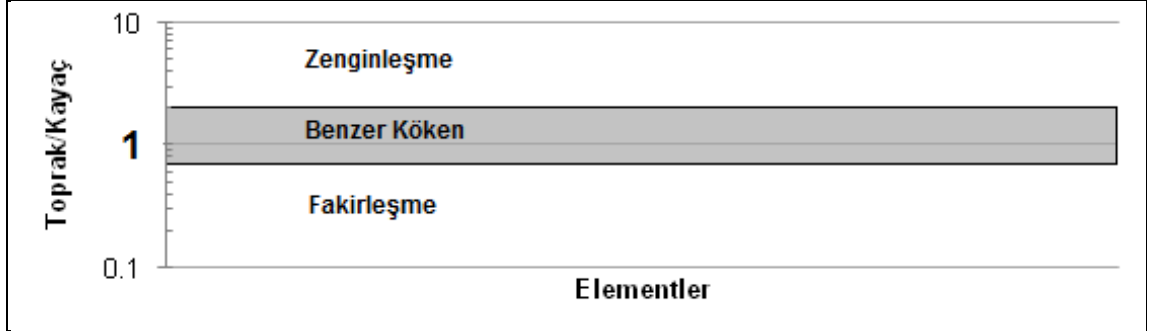 10
Zenginleşme
Toprak/Kayaç
Benzer Köken
1
Fakirleşme
0.1
Elementler